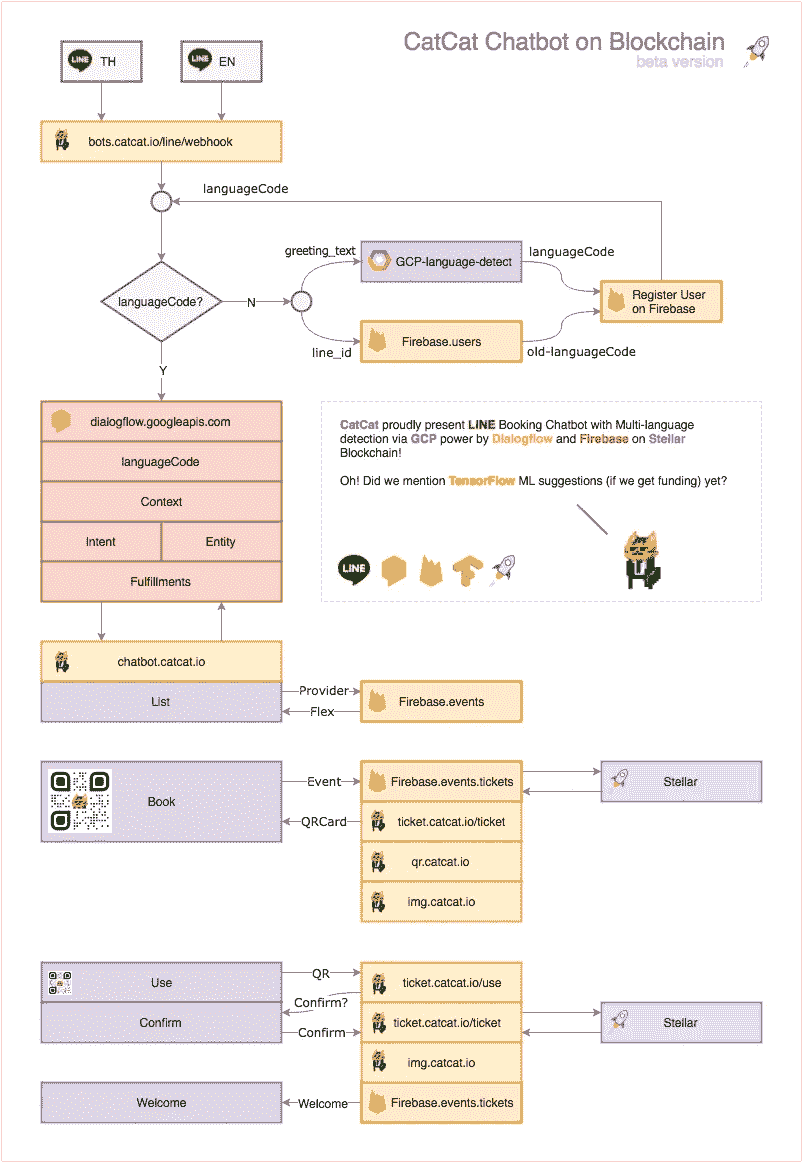 CatCat Chatbot on Blockchain
beta version
LINE TH
LINE EN
bots.catcat.io/line/webhook
languageCode
greeting_text
GCP-language-detect
languageCode
languageCode?
N
Register User
on Firebase
Firebase.users
line_id
old-languageCode
Y
dialogflow.googleapis.com
languageCode
Context
Intent
Entity
Fulfillments
CatCat proudly present LINE Booking Chatbot with Multi-language
detection via GCP power by Dialogflow and Firebase on Stellar
Blockchain!
Oh! Did we mention TensorFlow ML suggestions (if we get funding) yet?
LINE
chatbot.catcat.io
List
Provider
Flex
Firebase.events
Book
Event
QRCard
Firebase.events.tickets
ticket.catcat.io/ticket
qr.catcat.io
img.catcat.io
Stellar
Use
QR
ticket.catcat.io/use
Confirm?
Confirm
Confirm
ticket.catcat.io/ticket
Stellar
img.catcat.io
Welcome
Welcome
Firebase.events.tickets